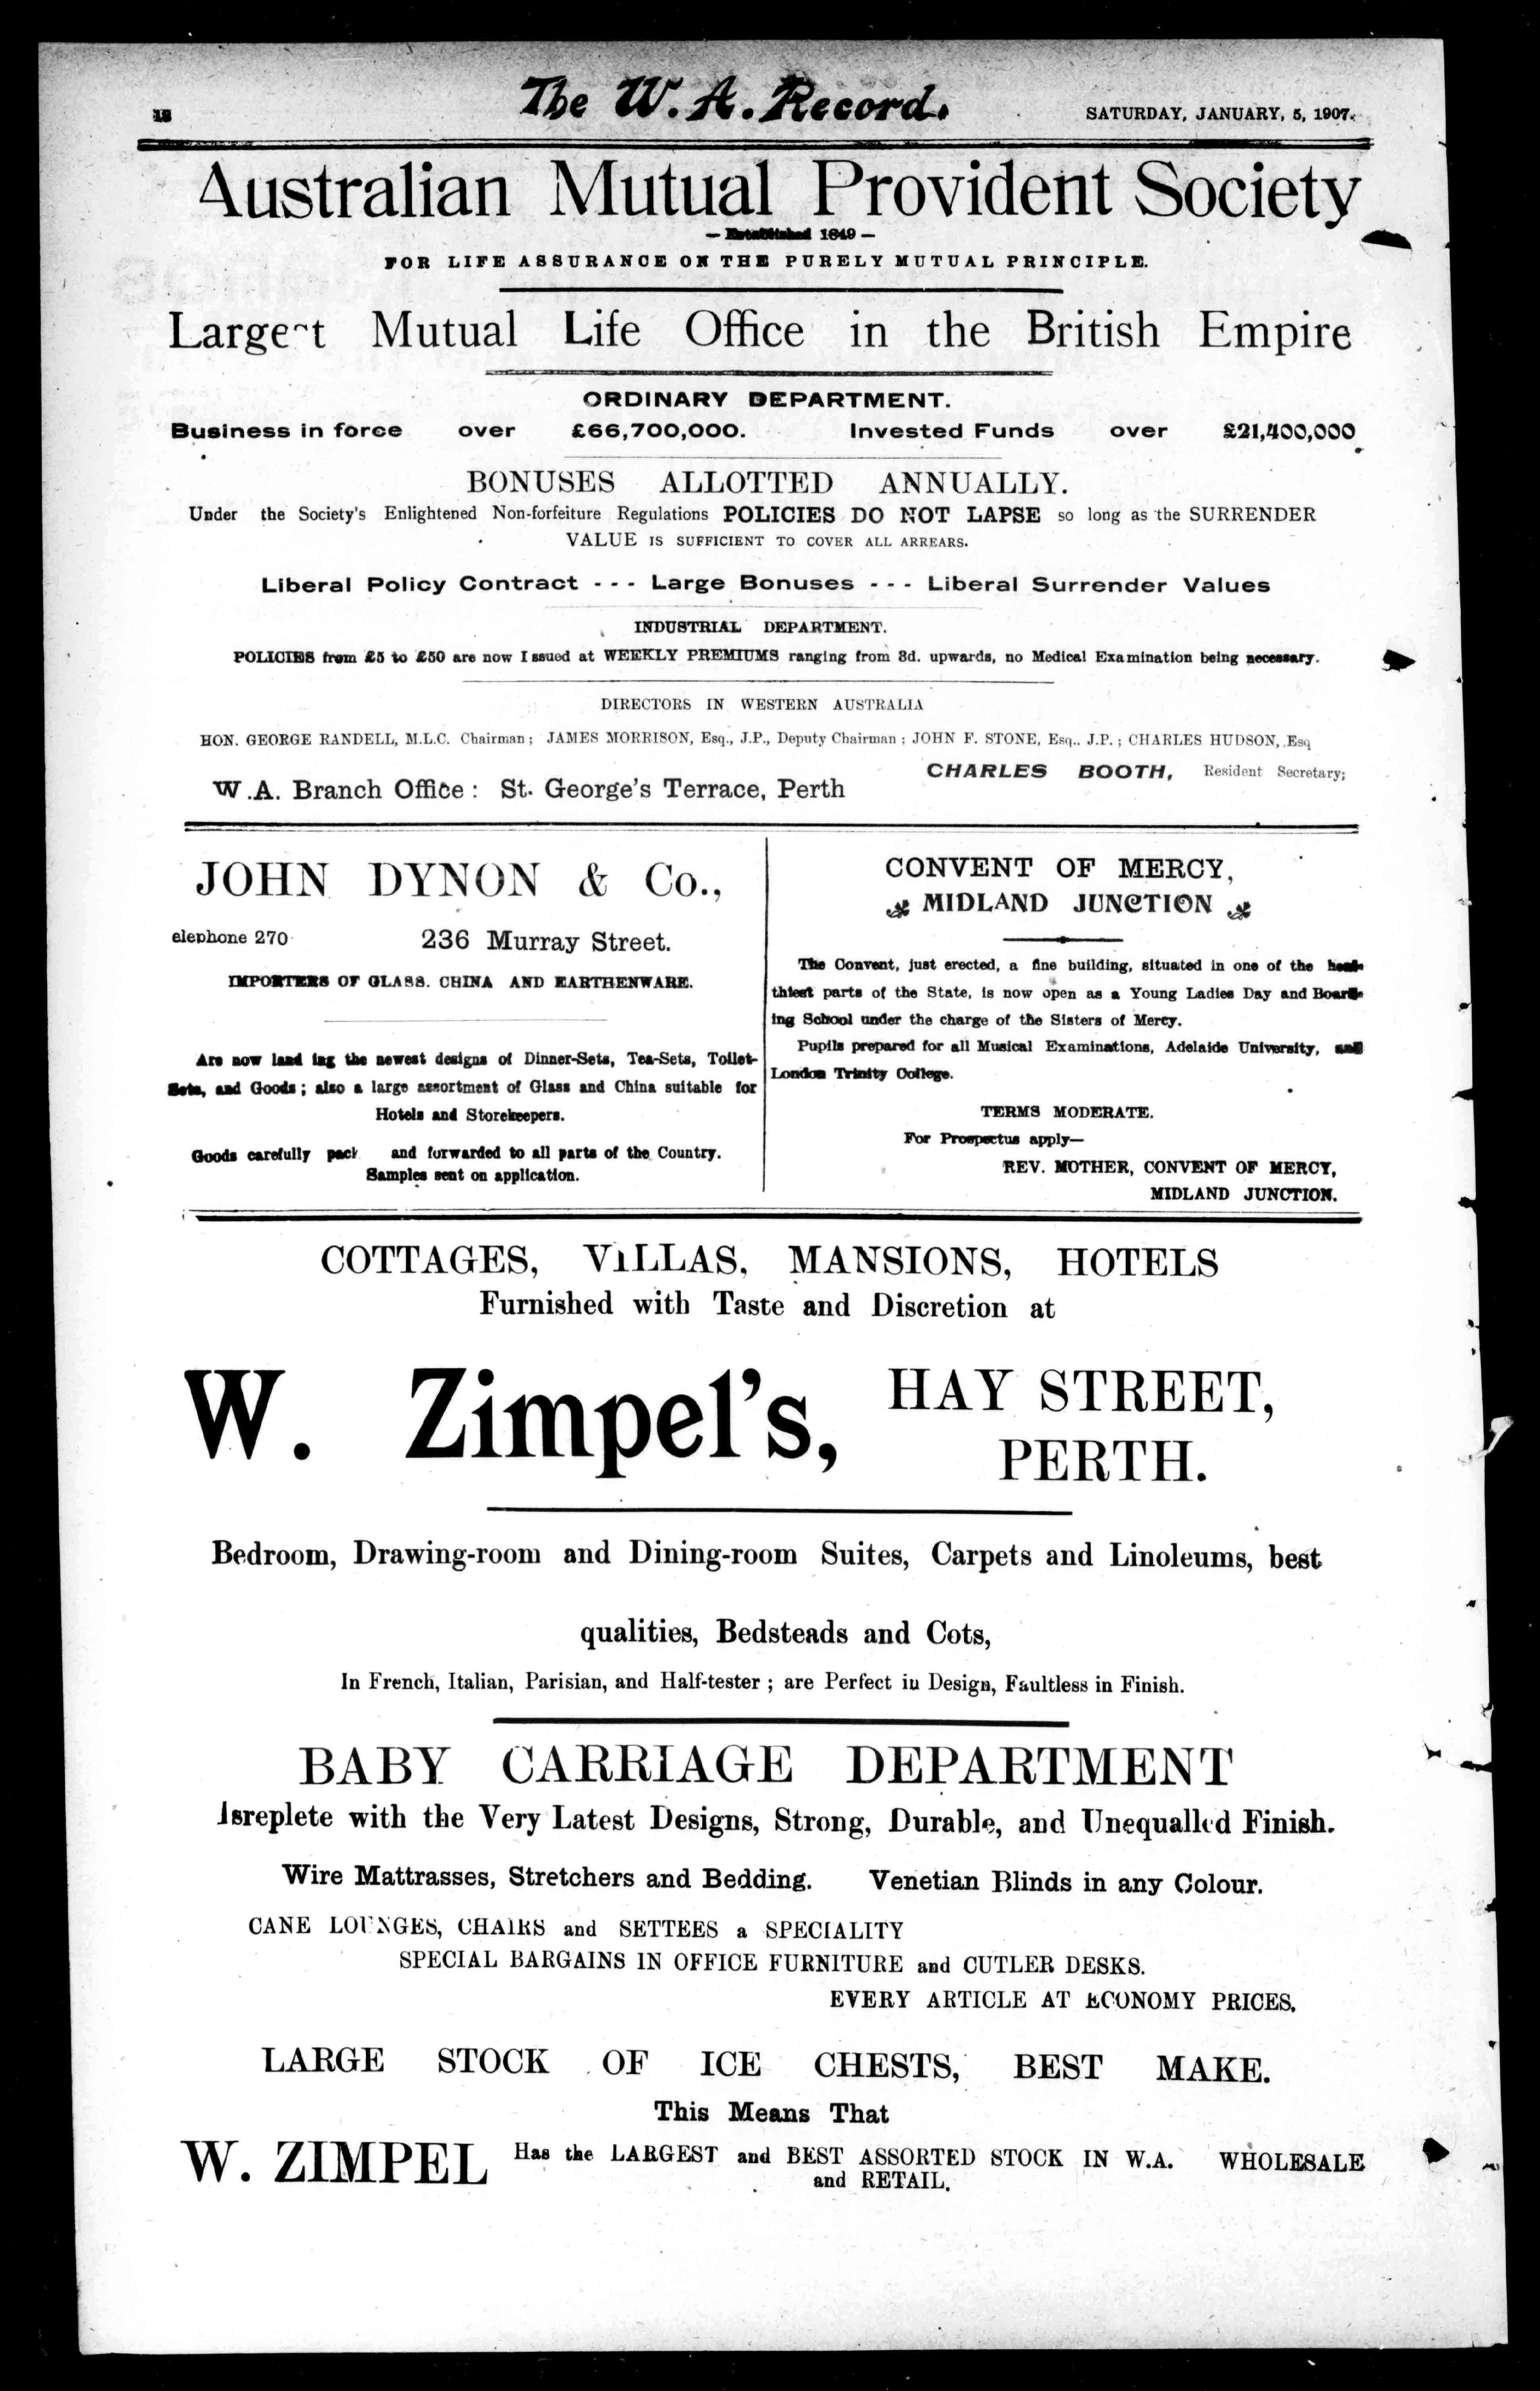 18
The W. A. Record.
SATURDAY, JANUARY, 5, 1907.
Australian Mutual Provident Society
— Established 1849 —
FOR LIFE ASSURANCE ON THE PURELY MUTUAL PRINCIPLE.
Largest Mutual Life Office in the British Empire
ORDINARY DEPARTMENT.
Business in force over £66,700,000. Invested Funds over £21,400,000
BONUSES ALLOTTED ANNUALLY.
Under the Society's Enlightened Non-forfeiture Regulations POLICIES DO NOT LAPSE so long as the SURRENDER
VALUE IS SUFFICIENT TO COVER ALL ARREARS.
Liberal Policy Contract - - - Large Bonuses - - - Liberal Surrender Values
INDUSTRIAL DEPARTMENT.
POLICIES from £5 to £50 are now Issued at WEEKLY PREMIUMS ranging from 3d. upwards, no Medical Examination being necessary.
DIRECTORS IN WESTERN AUSTRALIA
HON. GEORGE RANDELL, M.L.C. Chairman; JAMES MORRISON, Esq., J.P., Deputy Chairman; JOHN F. STONE, Esq., J.P.; CHARLES HUDSON, Esq
CHARLES BOOTH, Resident Secretary;
W.A. Branch Office: St. George's Terrace, Perth
JOHN DYNON & Co.,
elephone 270 236 Murray Street.
IMPORTERS OF GLASS. CHINA AND EARTHENWARE.
Are now land ing the newest designs of Dinner-Sets, Tea-Sets, Toilet-
Sets, and Goods; also a large assortment of Glass and China suitable for
Hotels and Storekeepers.
Goods carefully pack and forwarded to all parts of the Country.
Samples sent on application.
CONVENT OF MERCY,
MIDLAND JUNCTION
The Convent, just erected, a fine building, situated in one of the heal-
thiest parts of the State, is now open as a Young Ladies Day and Board-
ing School under the charge of the Sisters of Mercy.
Pupils prepared for all Musical Examinations, Adelaide University, and
London Trinity College.
TERMS MODERATE.
For Prospectus apply—
REV. MOTHER, CONVENT OF MERCY,
MIDLAND JUNCTION.
COTTAGES, VILLAS, MANSIONS, HOTELS
Furnished with Taste and Discretion at
W. Zimpel's, HAY STREET,
PERTH.
Bedroom, Drawing-room and Dining-room Suites, Carpets and Linoleums, best
qualities, Bedsteads and Cots,
In French, Italian, Parisian, and Half-tester; are Perfect in Design, Faultless in Finish.
BABY CARRIAGE DEPARTMENT
Isreplete with the Very Latest Designs, Strong, Durable, and Unequalled Finish.
Wire Mattrasses, Stretchers and Bedding. Venetian Blinds in any Colour.
CANE LOUNGES, CHAIRS and SETTEES a SPECIALITY
SPECIAL BARGAINS IN OFFICE FURNITURE and CUTLER DESKS.
EVERY ARTICLE AT ECONOMY PRICES.
LARGE STOCK OF ICE CHESTS, BEST MAKE.
This Means That
W. ZIMPEL Has the LARGEST and BEST ASSORTED STOCK IN W.A. WHOLESALE
and RETAIL.